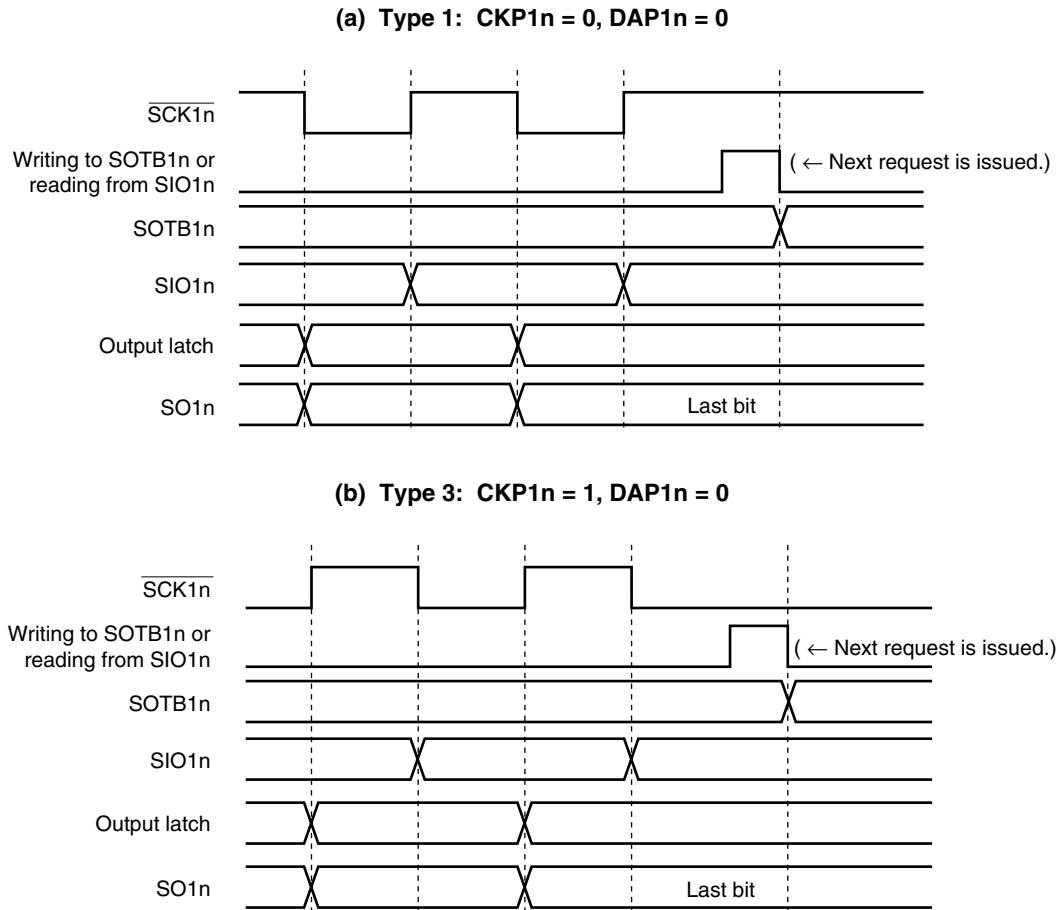 (a) Type 1: CKP1n = 0, DAP1n = 0
SCK1n
Writing to SOTB1n or
reading from SIO1n
( ← Next request is issued.)
SOTB1n
SIO1n
Output latch
SO1n
Last bit
(b) Type 3: CKP1n = 1, DAP1n = 0
SCK1n
Writing to SOTB1n or
reading from SIO1n
( ← Next request is issued.)
SOTB1n
SIO1n
Output latch
SO1n
Last bit